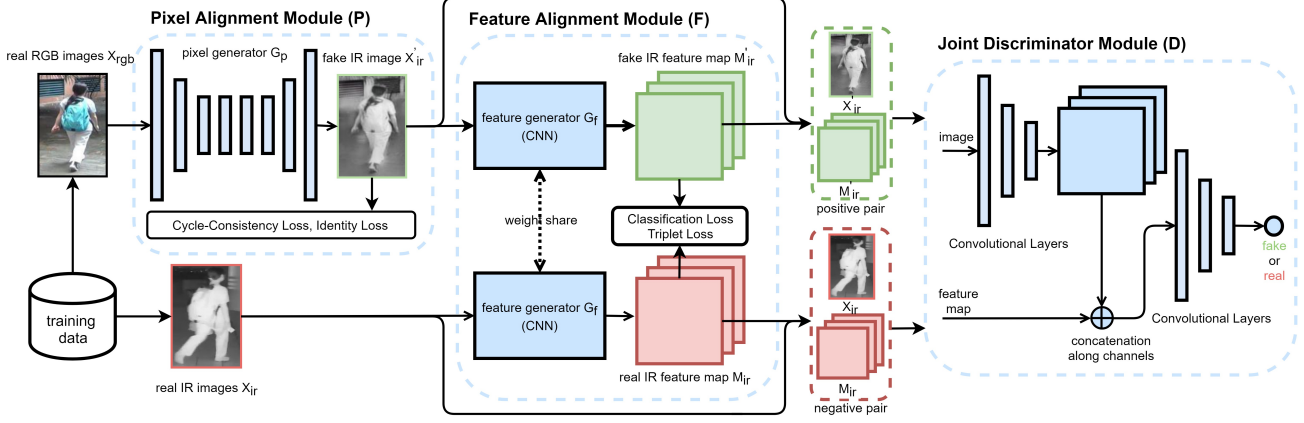 Pixel Alignment Module (P)
real RGB images Xrgb
pixel generator Gp
fake IR image X'ir
Cycle-Consistency Loss, Identity Loss
training
data
real IR images Xir
Feature Alignment Module (F)
fake IR feature map M'ir
feature generator Gf
(CNN)
weight share
Classification Loss
Triplet Loss
feature generator Gf
(CNN)
real IR feature map Mir
X'ir
M'ir
positive pair
Xir
Mir
negative pair
Joint Discriminator Module (D)
image
Convolutional Layers
feature
map
concatenation
along channels
Convolutional Layers
fake
or
real